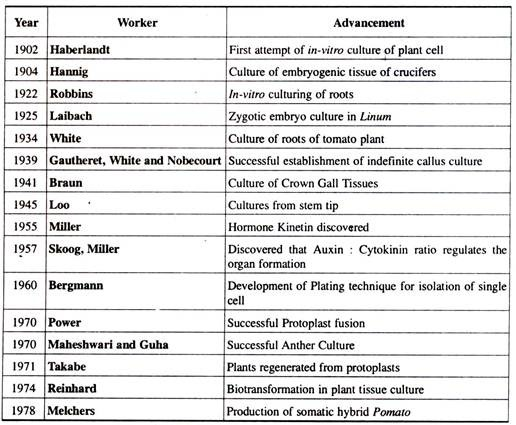 Year Worker Advancement
1902 Haberlandt First attempt of in-vitro culture of plant cell
1904 Hannig Culture of embryogenic tissue of crucifers
1922 Robbins In-vitro culturing of roots
1925 Laibach Zygotic embryo culture in Linum
1934 White Culture of roots of tomato plant
1939 Gautheret, White and Nobecourt Successful establishment of indefinite callus culture
1941 Braun Culture of Crown Gall Tissues
1945 Loo Cultures from stem tip
1955 Miller Hormone Kinetin discovered
1957 Skoog, Miller Discovered that Auxin : Cytokinin ratio regulates the
organ formation
1960 Bergmann Development of Plating technique for isolation of single
cell
1970 Power Successful Protoplast fusion
1970 Maheshwari and Guha Successful Anther Culture
1971 Takabe Plants regenerated from protoplasts
1974 Reinhard Biotransformation in plant tissue culture
1978 Melchers Production of somatic hybrid Pomato